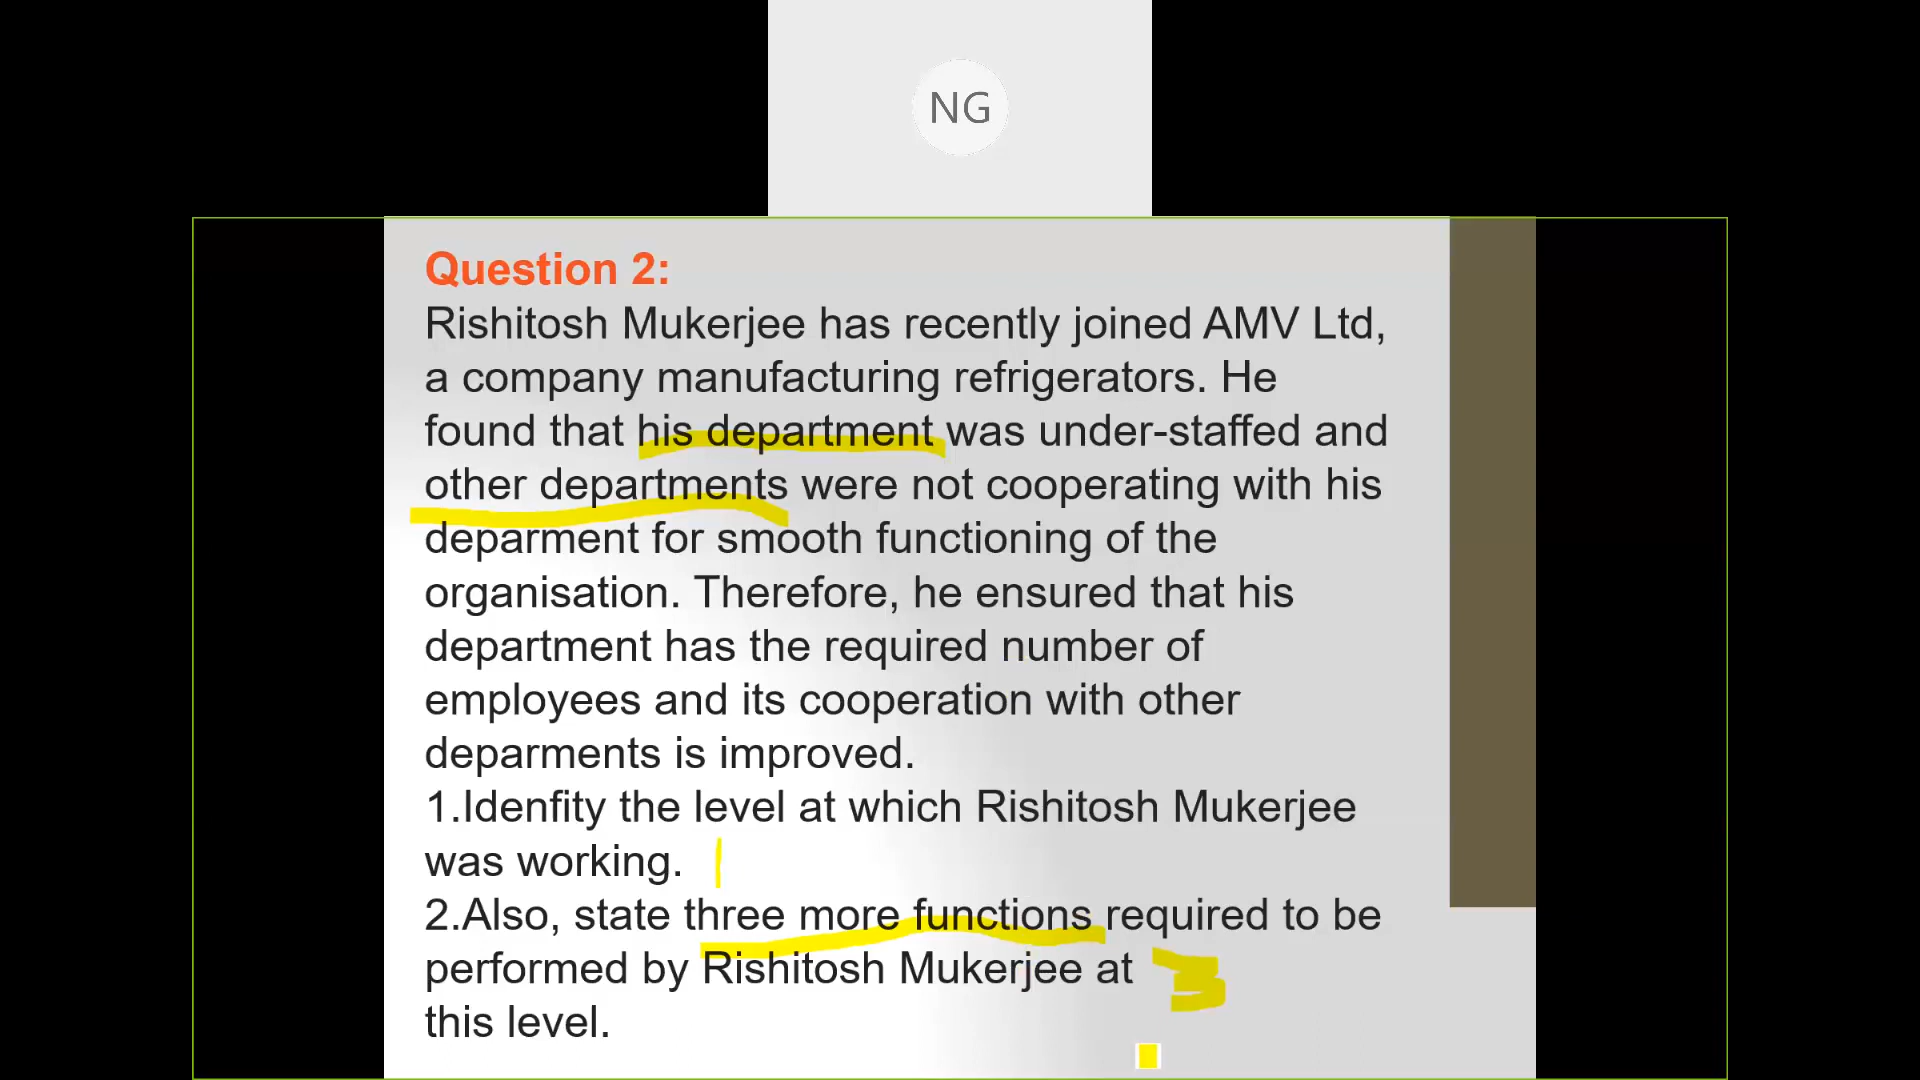 NG
Question 2:
Rishitosh Mukerjee has recently joined AMV Ltd,
a company manufacturing refrigerators. He
found that his department was under-staffed and
other departments were not cooperating with his
deparment for smooth functioning of the
organisation. Therefore, he ensured that his
department has the required number of
employees and its cooperation with other
deparments is improved.
1.Idenfity the level at which Rishitosh Mukerjee
was working. |
2.Also, state three more functions required to be
performed by Rishitosh Mukerjee at 3
this level.